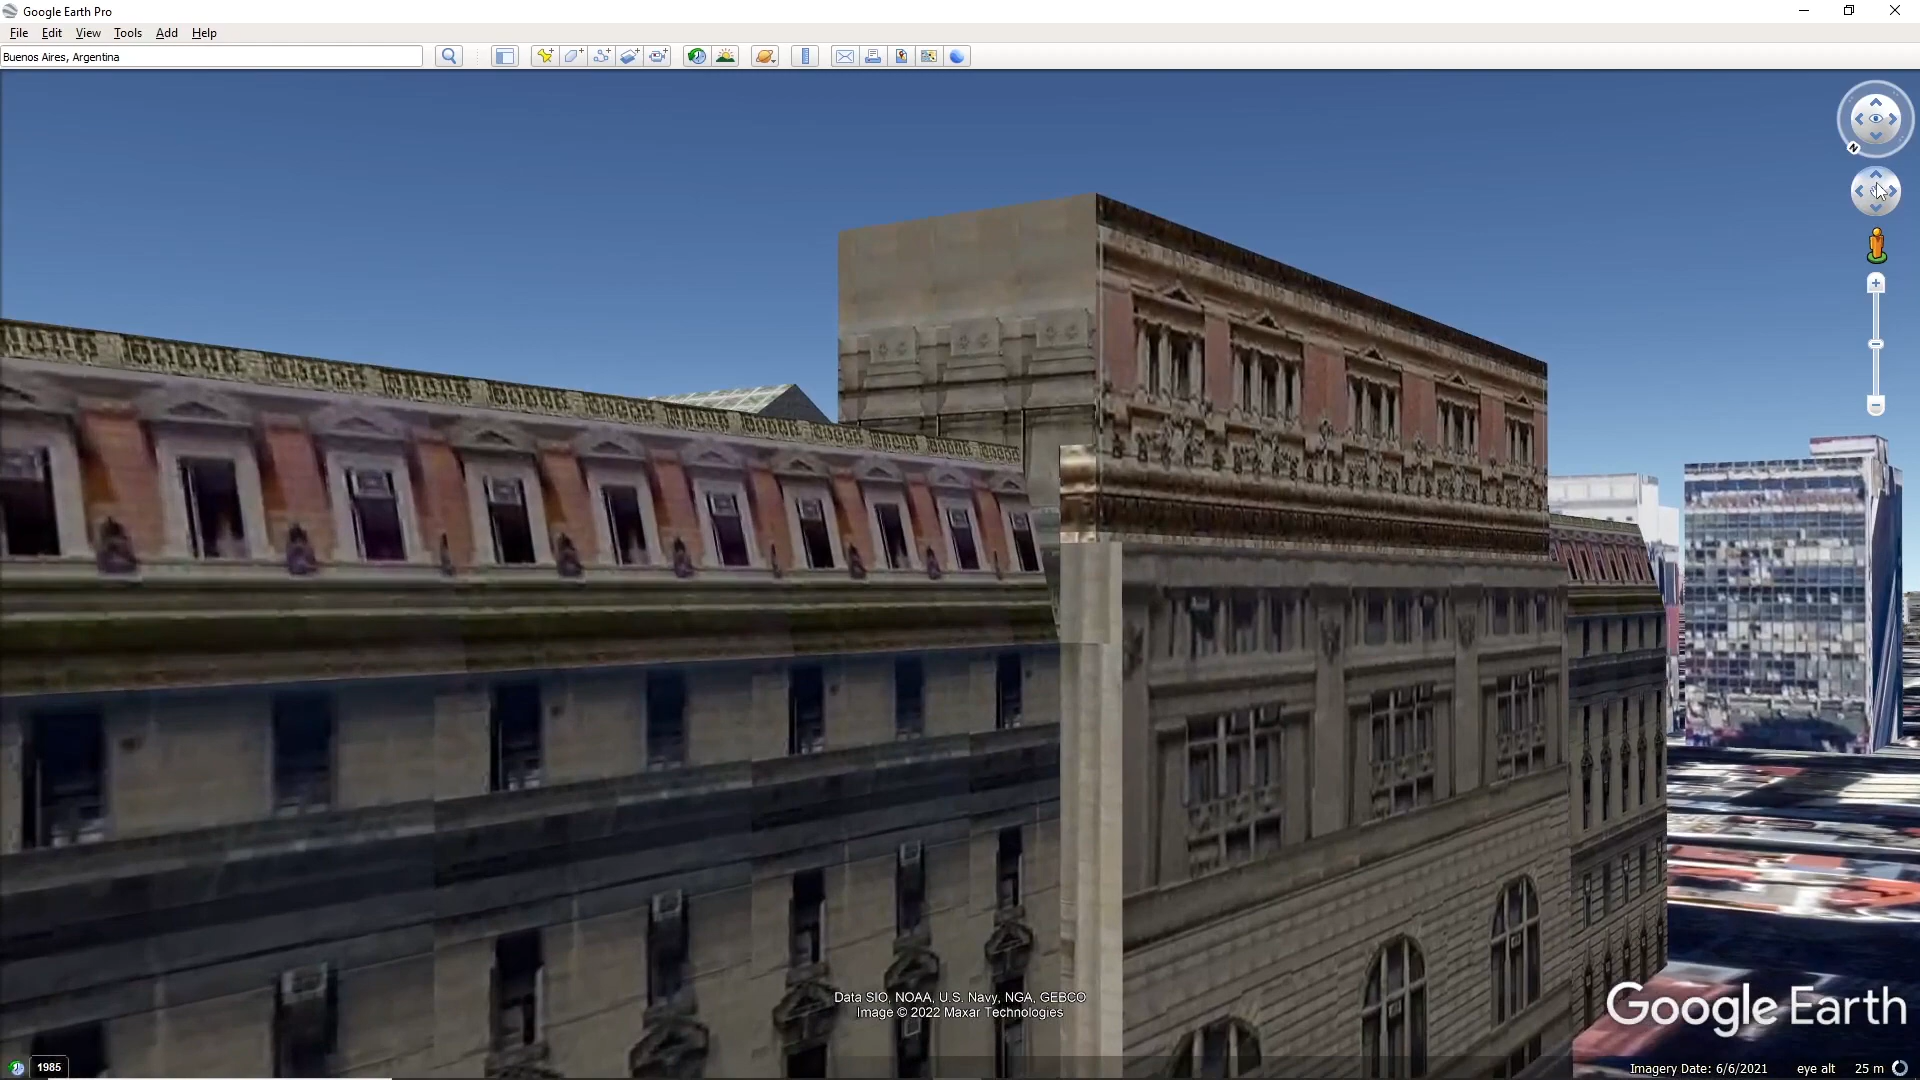 Google Earth Pro
File Edit View Tools Add Help
Buenos Aires, Argentina
N
Data SIO, NOAA, U.S. Navy, NGA, GEBCO
Image © 2022 Maxar Technologies
Google Earth
1985
Imagery Date: 6/6/2021 eye alt 25 m